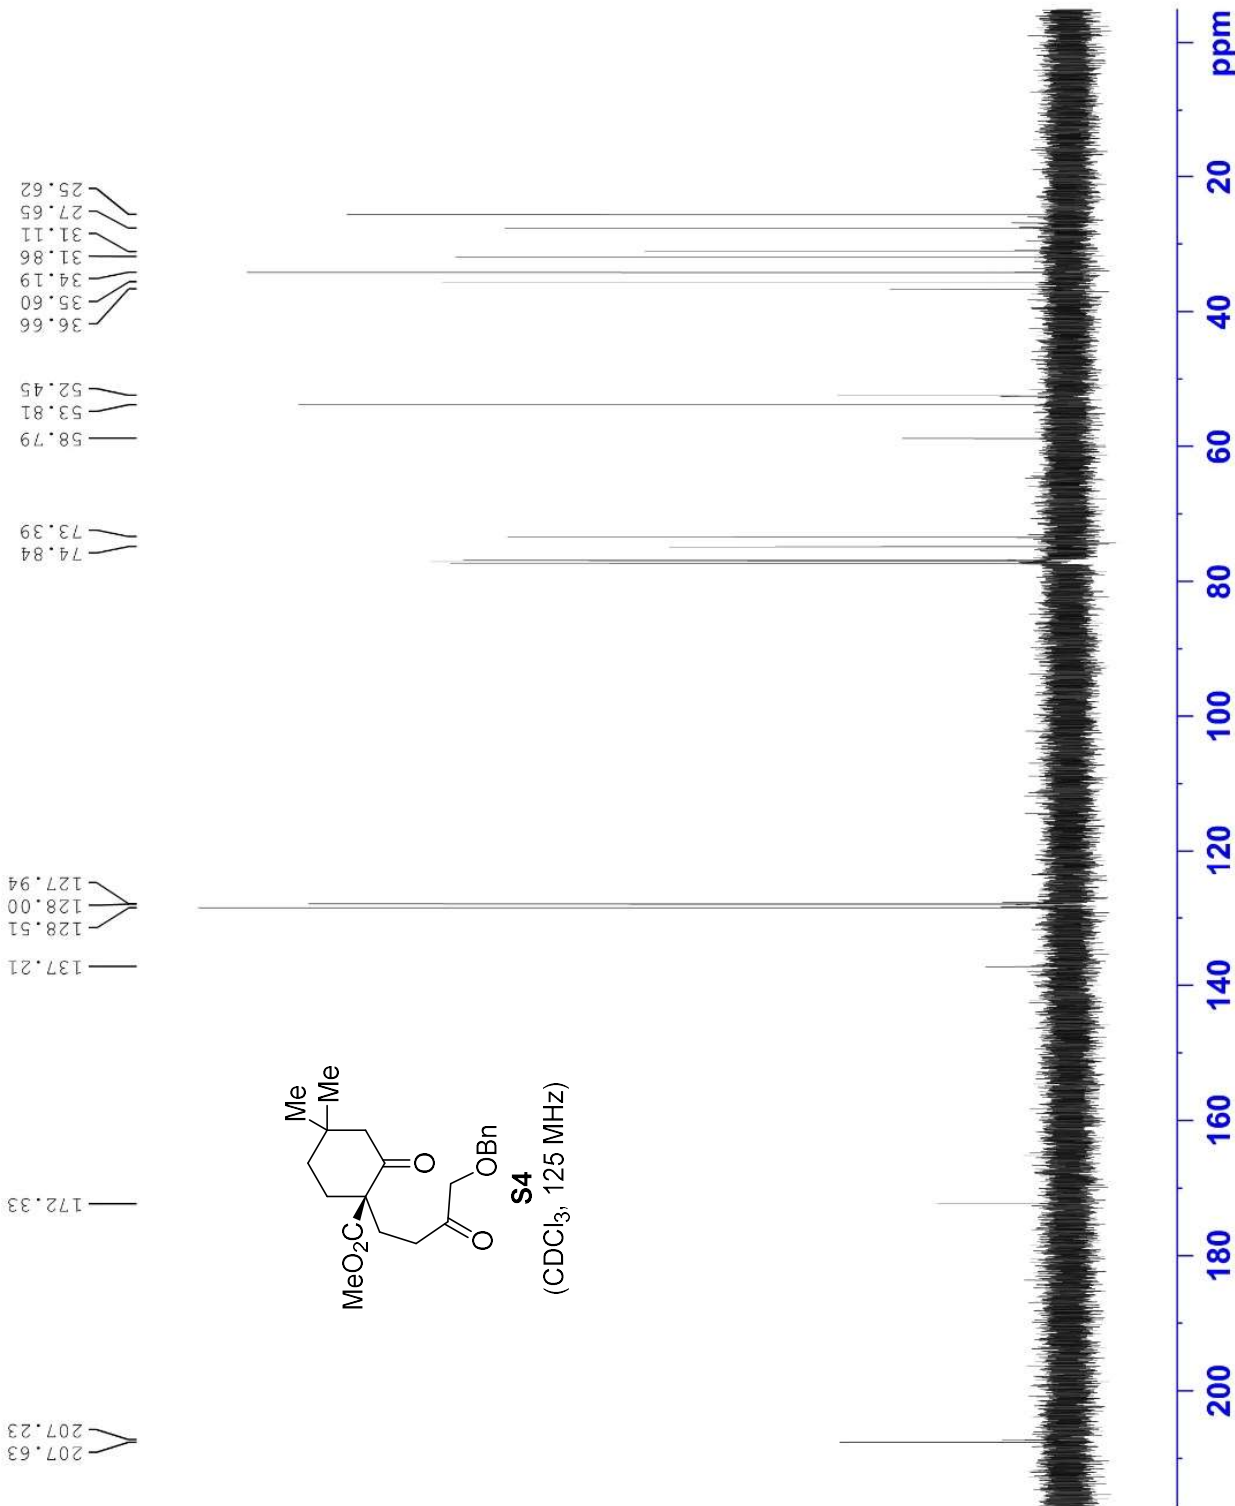 207.63
207.23
172.33
137.21
128.51
128.00
127.94
74.84
73.39
58.79
53.81
52.45
36.66
35.60
34.19
31.86
31.11
27.65
25.62
Me
Me
MeO₂C
O
O
OBn
S4
(CDCl₃, 125 MHz)
200 180 160 140 120 100 80 60 40 20 ppm